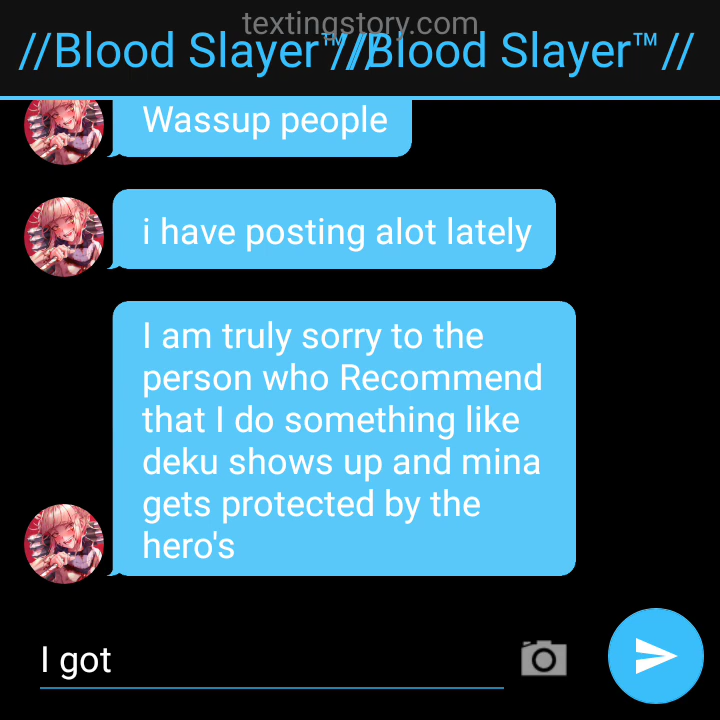 textingstory.com
//Blood Slayer™//
//Blood Slayer™//
Wassup people
i have posting alot lately
I am truly sorry to the
person who Recommend
that I do something like
deku shows up and mina
gets protected by the
hero's
I got